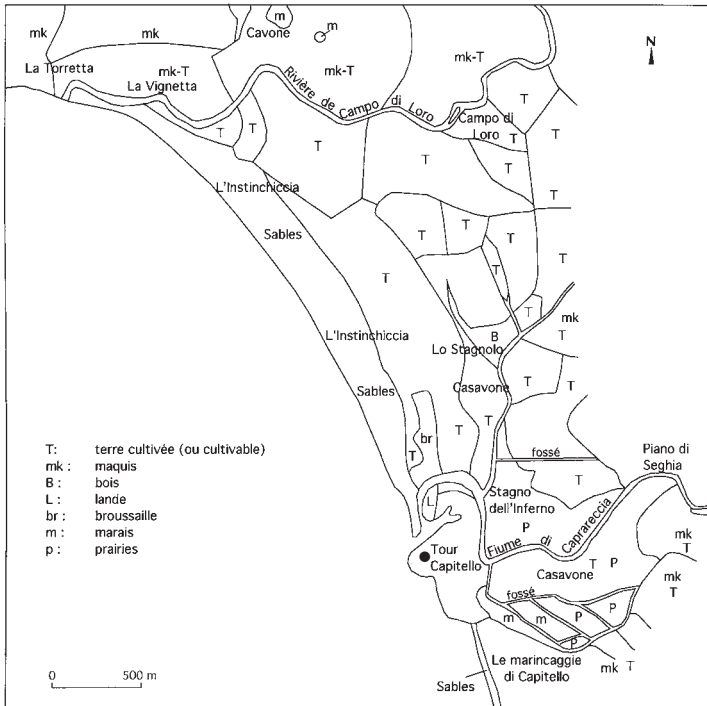 m
m
mk
mk
Cavone
N
La Torretta
mk-T
mk-T
mk-T
La Vignetta
Rivière de Campo di Loro
Campo di
Loro
T
T
T
T
T
T
T
T
L'Instinchiccia
T
T
T
T
Sables
T
T
T
T
T
mk
L'Instinchiccia
B
T
Lo Stagnolo
Sables
Casavone
T
T
T
br
T
T
fossé
Piano di
Seghia
T: terre cultivée (ou cultivable)
mk : maquis
B : bois
L : lande
br : broussaille
m : marais
p : prairies
T
L
Stagno
dell'Inferno
P
Fiume di Caprareccia
mk
T
Tour
Capitello
T P
Casavone
mk
T
fossé
m
m
P
P
P
mk T
Le marincaggie
di Capitello
Sables
0 500 m